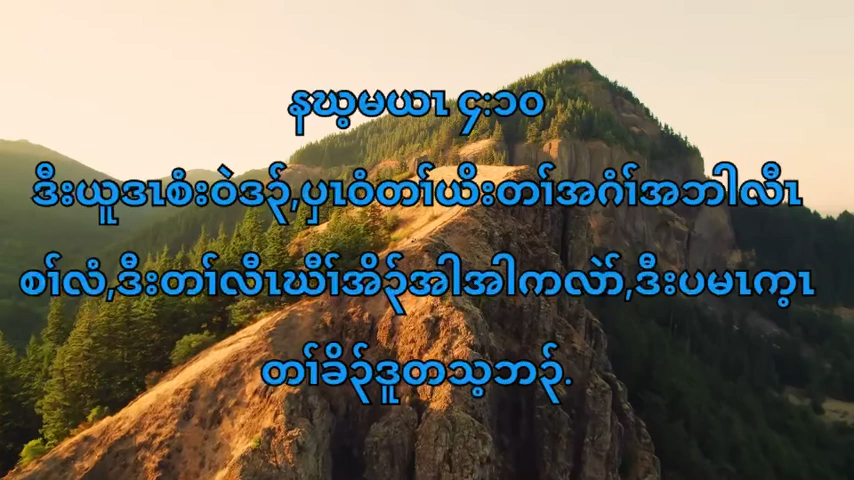 နဃ့မယၤ ၄:၁၀
ဒီးယူဒၤစံးဝဲဒၣ်,ပှၤဝံတၢ်ယိးတၢ်အဂံၢ်အဘါလီၤ
စၢ်လံ,ဒီးတၢ်လီၤဃီၢ်အိၣ်အါအါကလဲာ်,ဒီးပမၤက့ၤ
တၢ်ခိၣ်ဒူတသ့ဘၣ်.